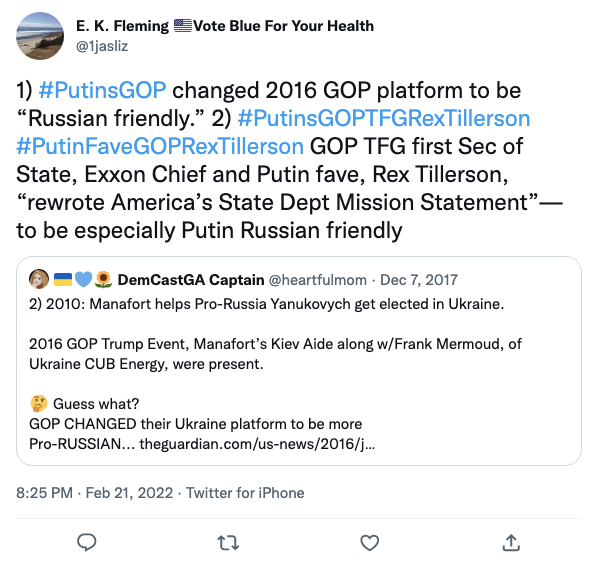 E. K. Fleming 🇺🇸Vote Blue For Your Health
@1jasliz
1) #PutinsGOP changed 2016 GOP platform to be
“Russian friendly.” 2) #PutinsGOPTFGRexTillerson
#PutinFaveGOPRexTillerson GOP TFG first Sec of
State, Exxon Chief and Putin fave, Rex Tillerson,
“rewrote America’s State Dept Mission Statement”—
to be especially Putin Russian friendly
🇺🇦💙🌻 DemCastGA Captain @heartfulmom · Dec 7, 2017
2) 2010: Manafort helps Pro-Russia Yanukovych get elected in Ukraine.
2016 GOP Trump Event, Manafort’s Kiev Aide along w/Frank Mermoud, of
Ukraine CUB Energy, were present.
🤔 Guess what?
GOP CHANGED their Ukraine platform to be more
Pro-RUSSIAN... theguardian.com/us-news/2016/j...
8:25 PM · Feb 21, 2022 · Twitter for iPhone